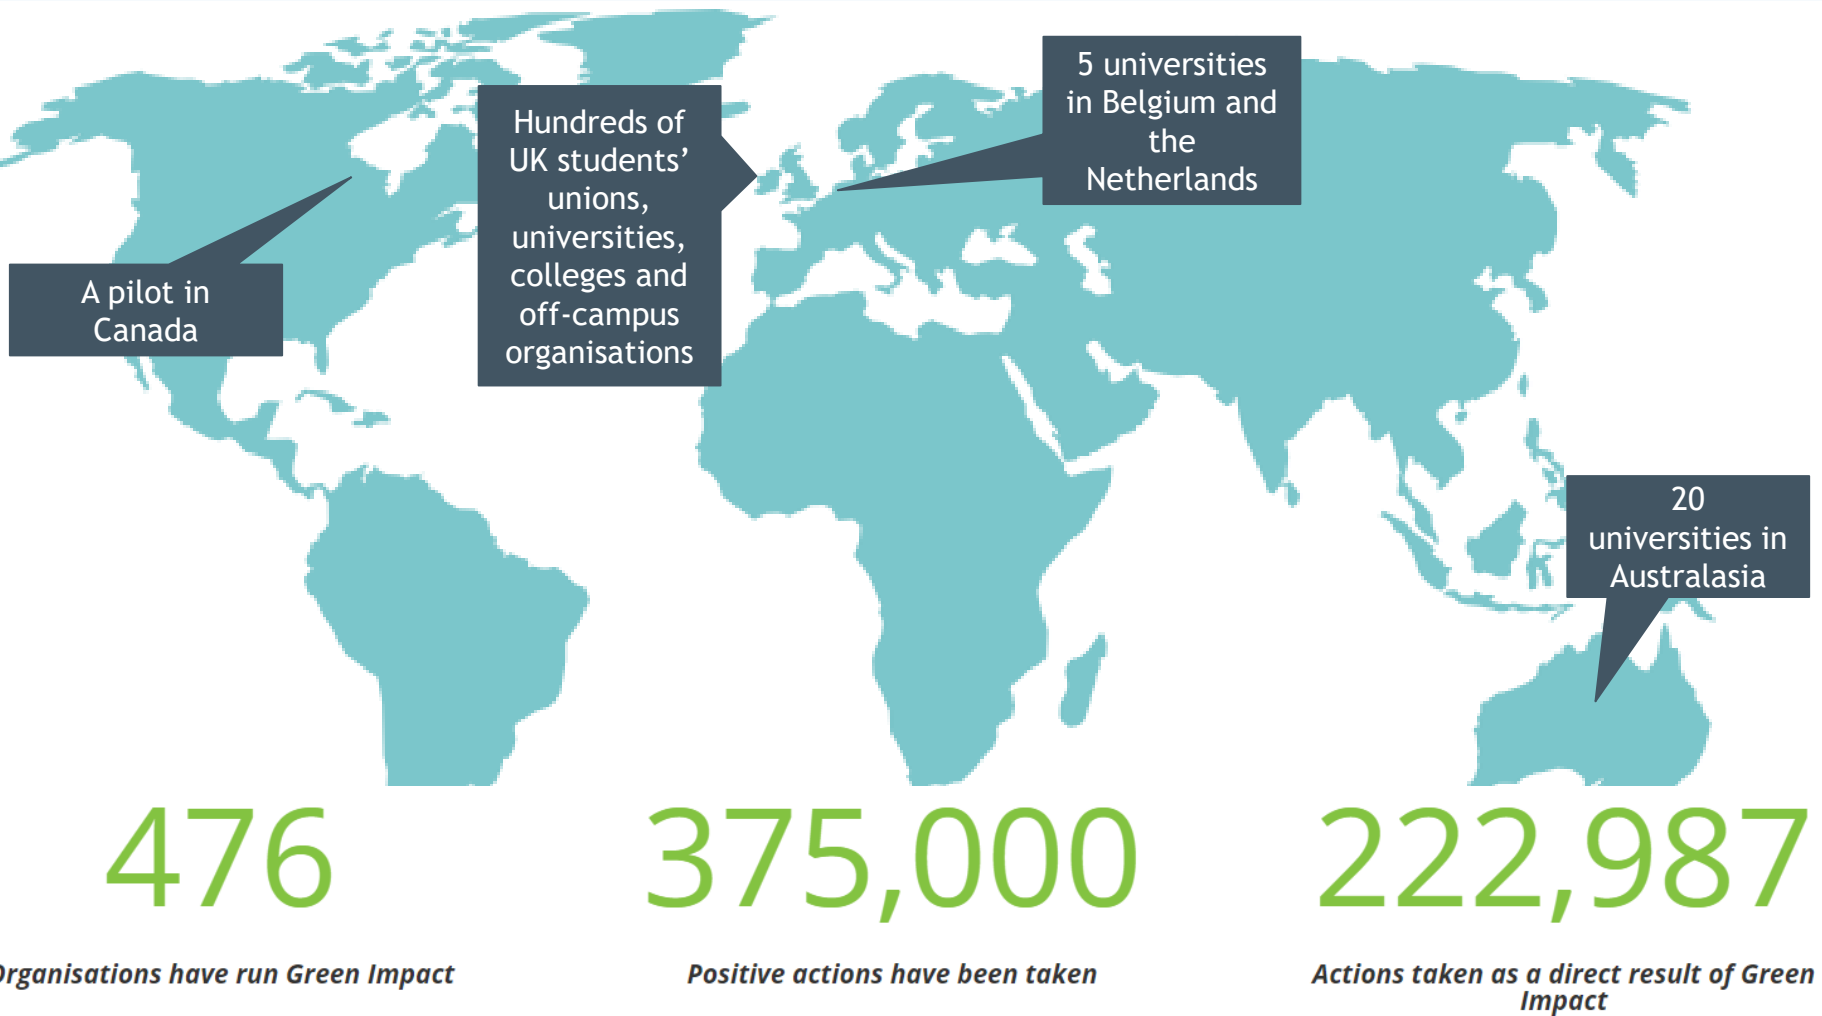 5 universities
in Belgium and
the
Netherlands
Hundreds of
UK students’
unions,
universities,
colleges and
off-campus
organisations
A pilot in
Canada
20
universities in
Australasia
476
375,000
222,987
Organisations have run Green Impact
Positive actions have been taken
Actions taken as a direct result of Green
Impact